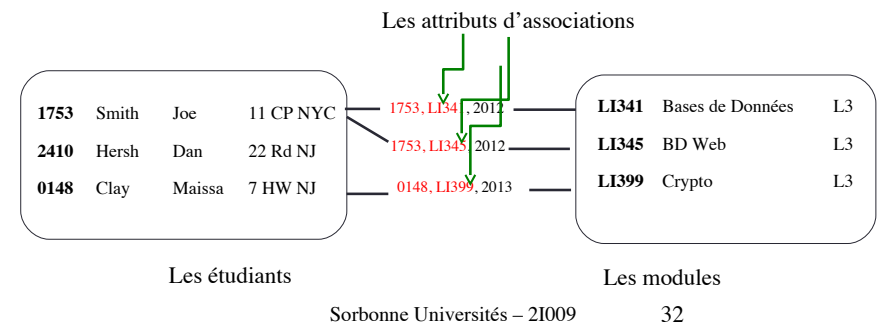 Les attributs d'associations
1753 Smith Joe 11 CP NYC 1753, LI341, 2012 LI341 Bases de Données L3
2410 Hersh Dan 22 Rd NJ 1753, LI345, 2012 LI345 BD Web L3
0148 Clay Maissa 7 HW NJ 0148, LI399, 2013 LI399 Crypto L3
Les étudiants Les modules
Sorbonne Universités – 2I009 32